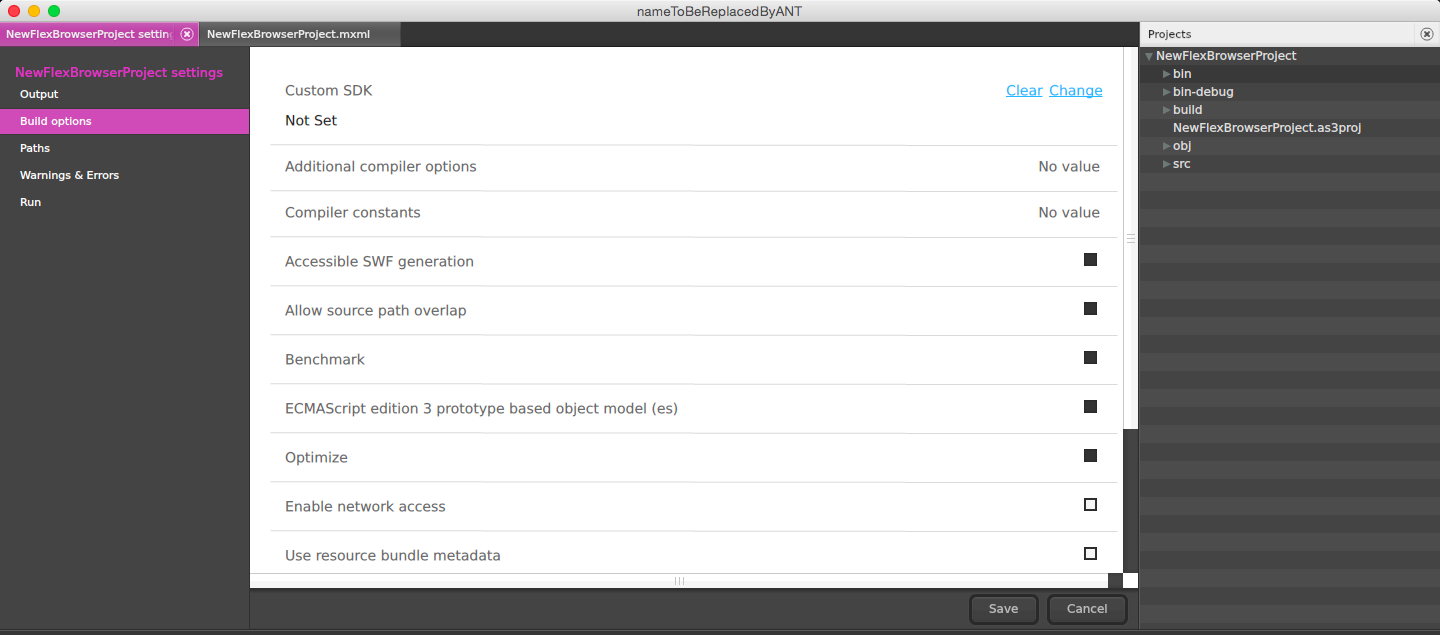 nameToBeReplacedByANT
NewFlexBrowserProject settin
NewFlexBrowserProject.mxml
NewFlexBrowserProject settings
Output
Build options
Paths
Warnings & Errors
Run
Custom SDK
Clear Change
Not Set
Additional compiler options No value
Compiler constants No value
Accessible SWF generation
Allow source path overlap
Benchmark
ECMAScript edition 3 prototype based object model (es)
Optimize
Enable network access
Use resource bundle metadata
Save Cancel
Projects
NewFlexBrowserProject
bin
bin-debug
build
NewFlexBrowserProject.as3proj
obj
src